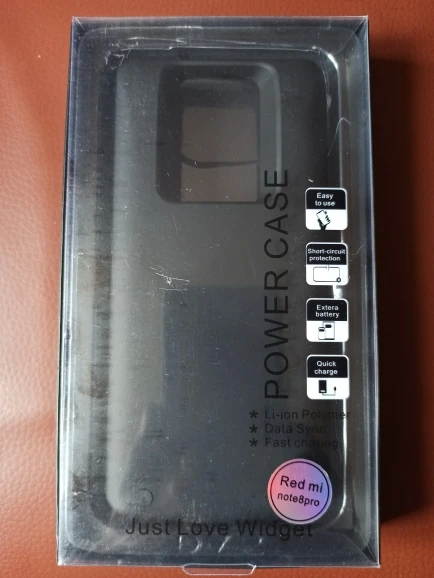 POWER CASE
Easy
to use
Short-circuit
protection
Extera
battery
Quick
charge
* Li-ion Polymer
* Data Sync
* Fast charing
Red mi
note8pro
Just Love Widget